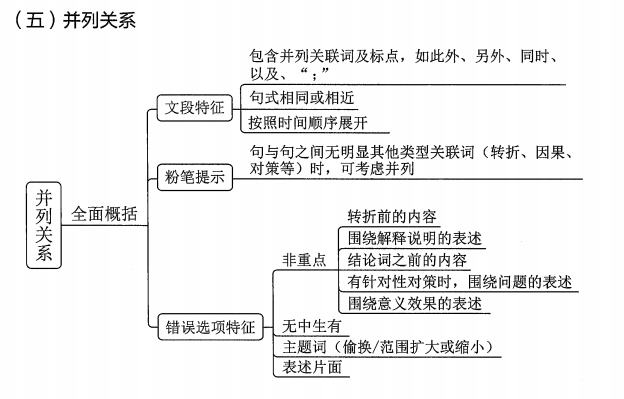 （五）并列关系
并列关系
全面概括
文段特征
包含并列关联词及标点，如此外、另外、同时、
以及、“；”
句式相同或相近
按照时间顺序展开
粉笔提示
句与句之间无明显其他类型关联词（转折、因果、
对策等）时，可考虑并列
错误选项特征
非重点
转折前的内容
围绕解释说明的表述
结论词之前的内容
有针对性对策时，围绕问题的表述
围绕意义效果的表述
无中生有
主题词（偷换/范围扩大或缩小）
表述片面